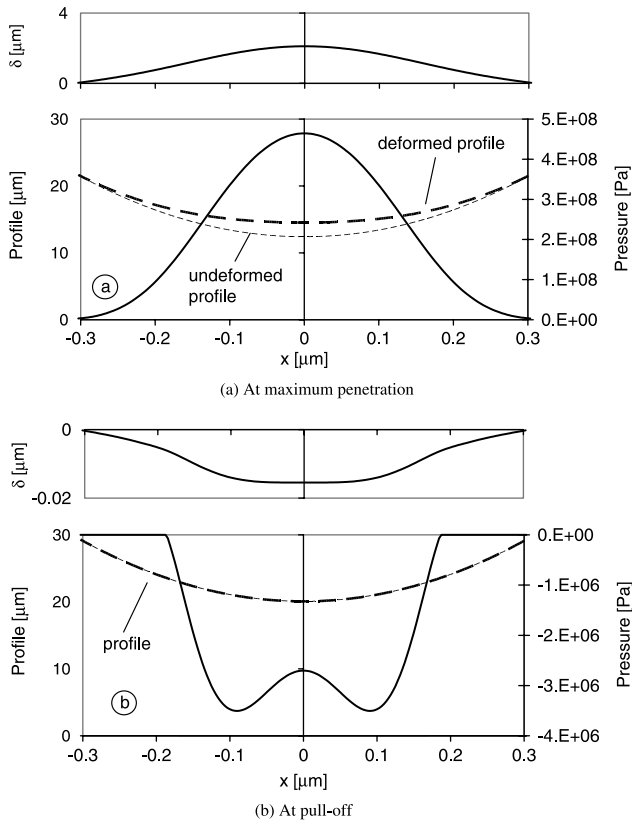 4
δ [µm]
0
30
5.E+08
deformed profile
4.E+08
20
3.E+08
Profile [µm]
Pressure [Pa]
2.E+08
10
undeformed
profile
1.E+08
a
0
0.E+00
-0.3
-0.2
-0.1
0
0.1
0.2
0.3
x [µm]
(a) At maximum penetration
0
δ [µm]
-0.02
30
0.E+00
-1.E+06
20
Profile [µm]
Pressure [Pa]
profile
-2.E+06
10
-3.E+06
b
0
-4.E+06
-0.3
-0.2
-0.1
0
0.1
0.2
0.3
x [µm]
(b) At pull-off